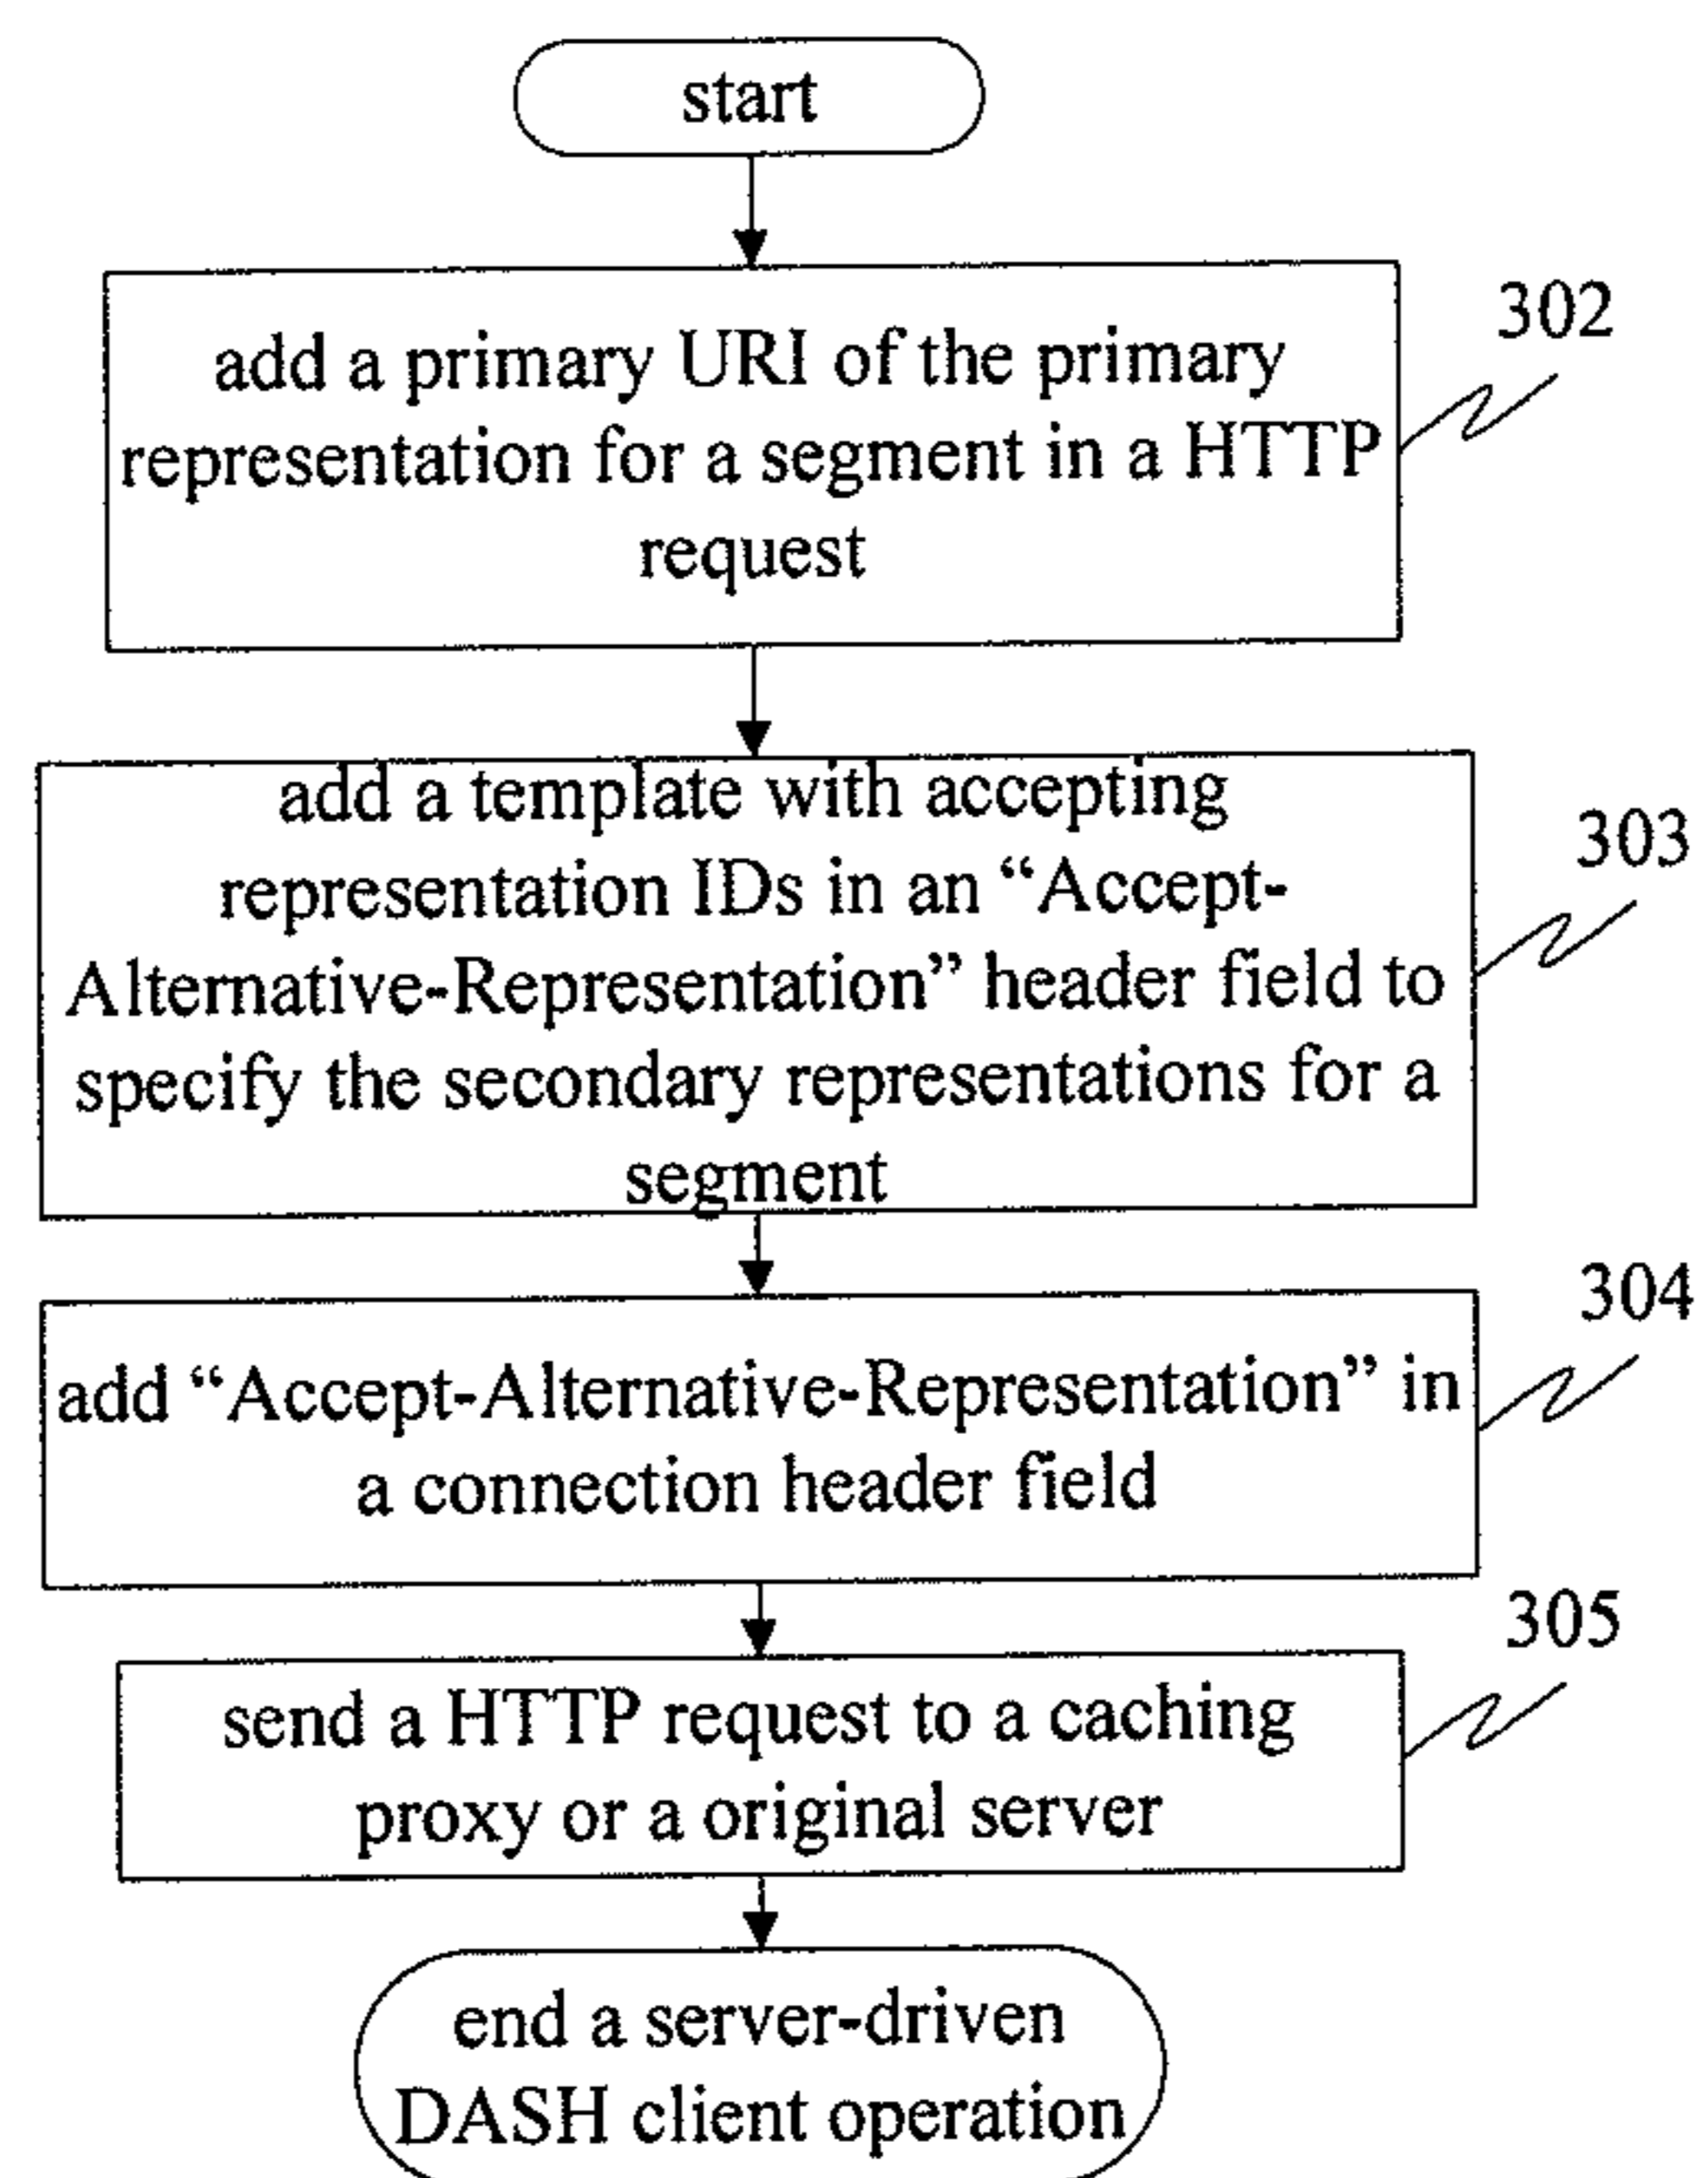 start
add a primary URI of the primary
representation for a segment in a HTTP
request
302
add a template with accepting
representation IDs in an “Accept-
Alternative-Representation” header field to
specify the secondary representations for a
segment
303
add “Accept-Alternative-Representation” in
a connection header field
304
send a HTTP request to a caching
proxy or a original server
305
end a server-driven
DASH client operation